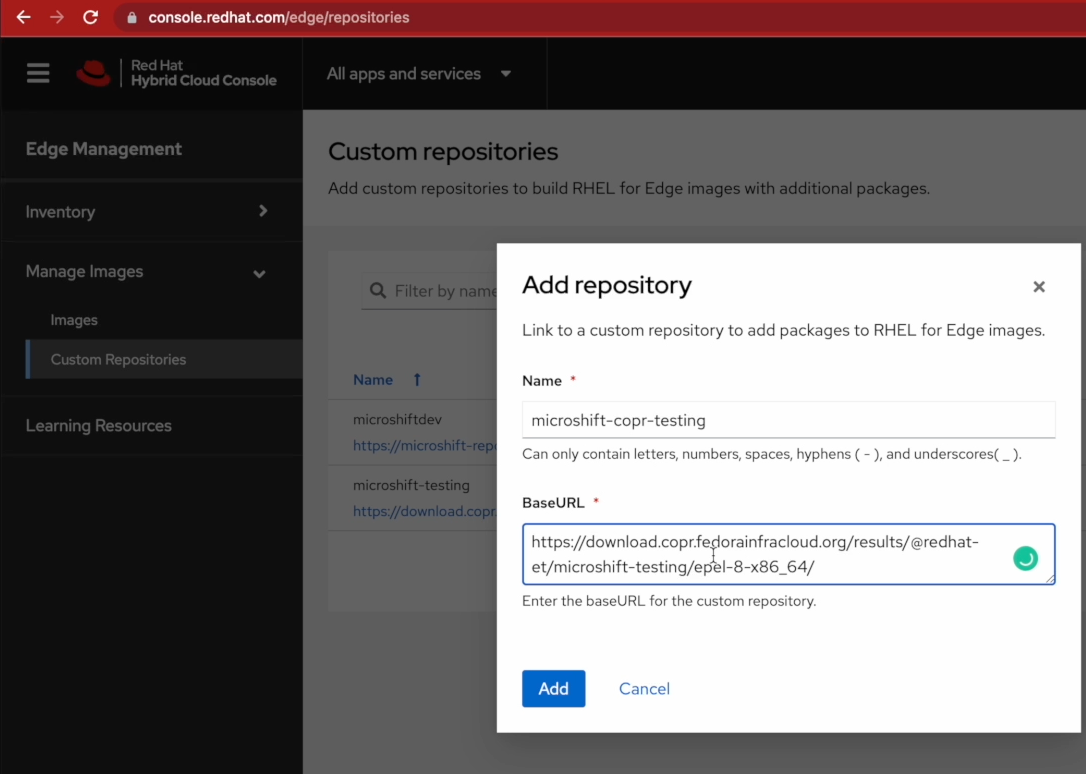 console.redhat.com/edge/repositories
Red Hat
Hybrid Cloud Console
All apps and services
Edge Management
Inventory
Manage Images
Images
Custom Repositories
Learning Resources
Custom repositories
Add custom repositories to build RHEL for Edge images with additional packages.
Filter by name
Name
microshiftdev
https://microshift-repo
microshift-testing
https://download.copr.
Add repository
Link to a custom repository to add packages to RHEL for Edge images.
Name *
microshift-copr-testing
Can only contain letters, numbers, spaces, hyphens ( - ), and underscores( _ ).
BaseURL *
https://download.copr.fedorainfracloud.org/results/@redhat-
et/microshift-testing/epel-8-x86_64/
Enter the baseURL for the custom repository.
Add
Cancel